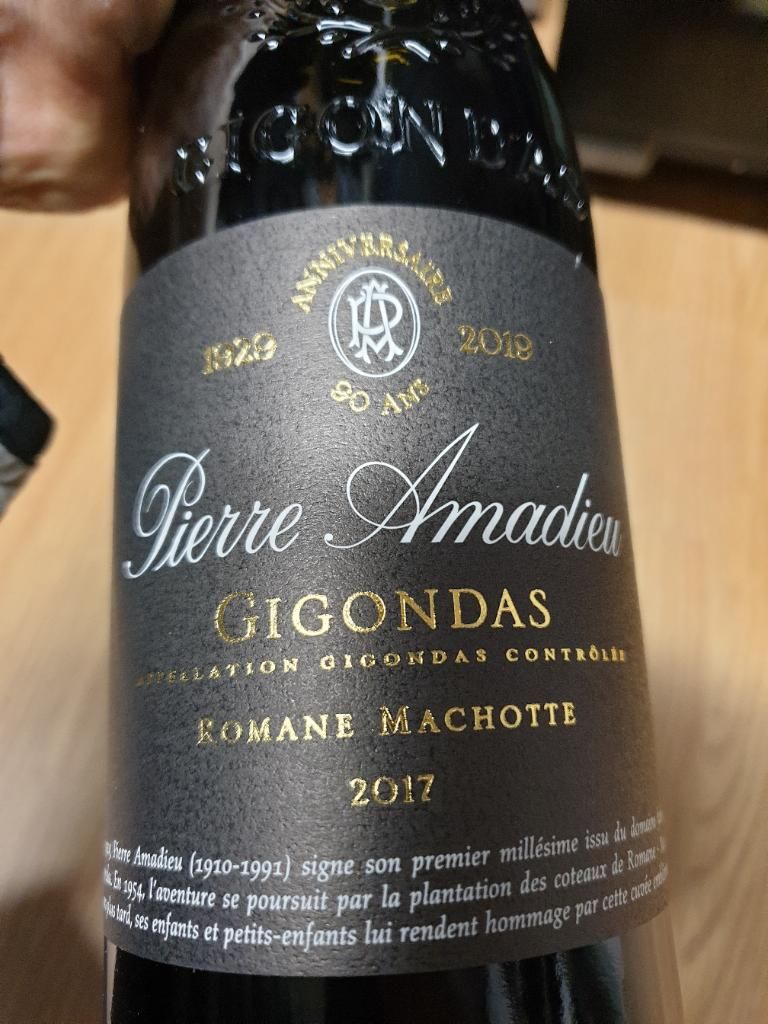 GIGONDAS
ANNIVERSAIRE
1929 2019
90 ANS
Pierre Amadieu
GIGONDAS
APPELLATION GIGONDAS CONTRÔLÉE
ROMANE MACHOTTE
2017
Pierre Amadieu (1910-1991) signe son premier millésime issu du domaine
En 1954, l'aventure se poursuit par la plantation des coteaux de Romane-
plus tard, ses enfants et petits-enfants lui rendent hommage par cette cuvée